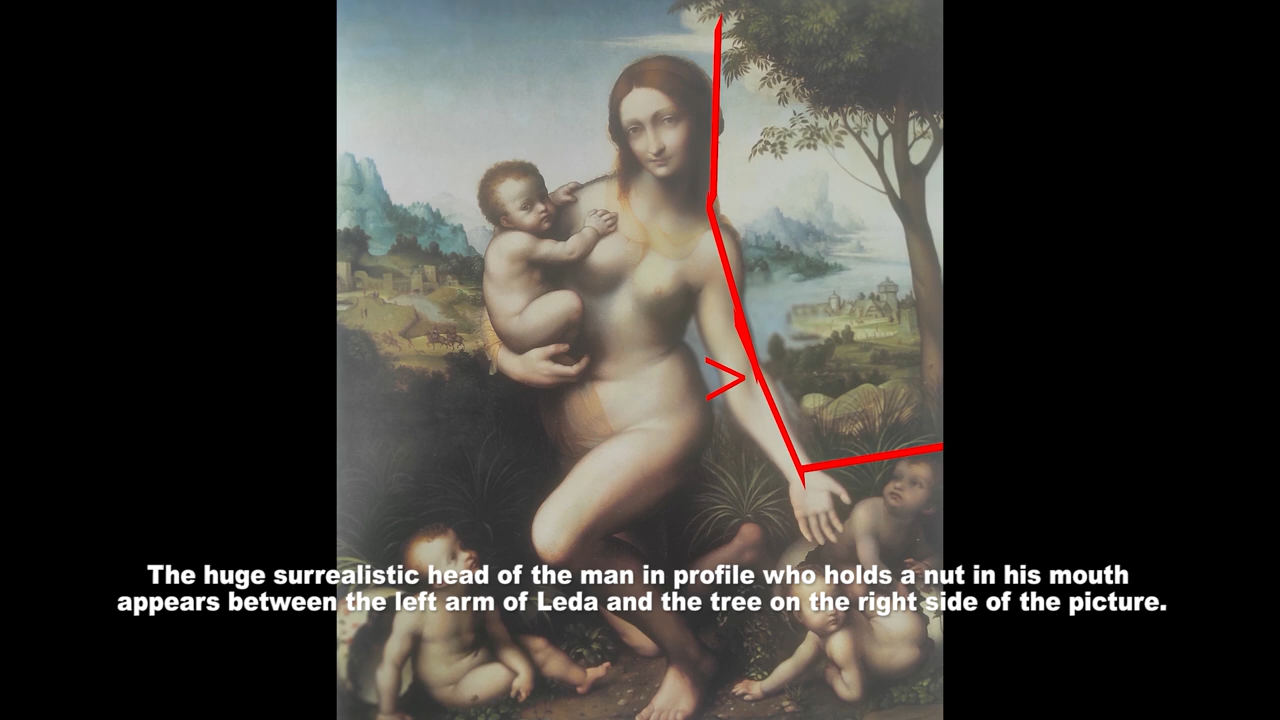 The huge surrealistic head of the man in profile who holds a nut in his mouth
appears between the left arm of Leda and the tree on the right side of the picture.